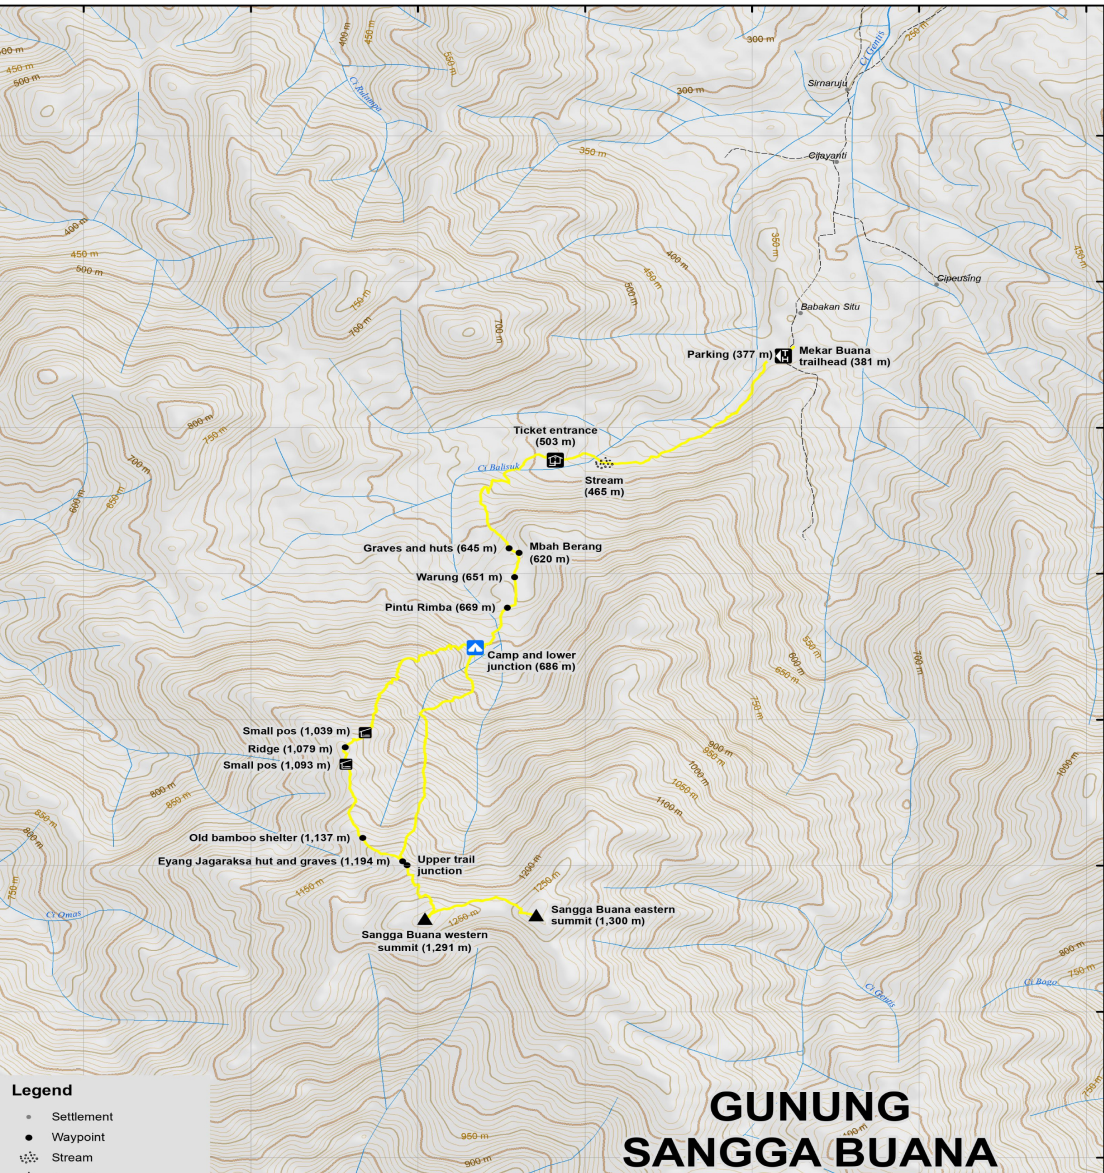 400 m
450 m
550 m
300 m
250 m
Ci Gentis
500 m
450 m
500 m
Sirnaruju
300 m
350 m
Cijayanti
400 m
450 m
500 m
350 m
400 m
450 m
500 m
450 m
Cipeusing
750 m
700 m
700 m
Babakan Situ
Parking (377 m)
Mekar Buana
trailhead (381 m)
800 m
750 m
Ticket entrance
(503 m)
Ci Balisuk
Stream
(465 m)
700 m
650 m
600 m
Graves and huts (645 m)
Mbah Berang
(620 m)
Warung (651 m)
Pintu Rimba (669 m)
Camp and lower
junction (686 m)
550 m
600 m
650 m
700 m
750 m
Small pos (1,039 m)
Ridge (1,079 m)
Small pos (1,093 m)
900 m
950 m
1000 m
1050 m
1100 m
1000 m
800 m
850 m
850 m
800 m
Old bamboo shelter (1,137 m)
Eyang Jagaraksa hut and graves (1,194 m)
Upper trail
junction
1200 m
1250 m
1150 m
750 m
Ci Omas
1250 m
Sangga Buana eastern
summit (1,300 m)
Sangga Buana western
summit (1,291 m)
800 m
750 m
Ci Bogo
Ci Gentis
750 m
Legend
Settlement
Waypoint
Stream
950 m
900 m
GUNUNG
SANGGA BUANA